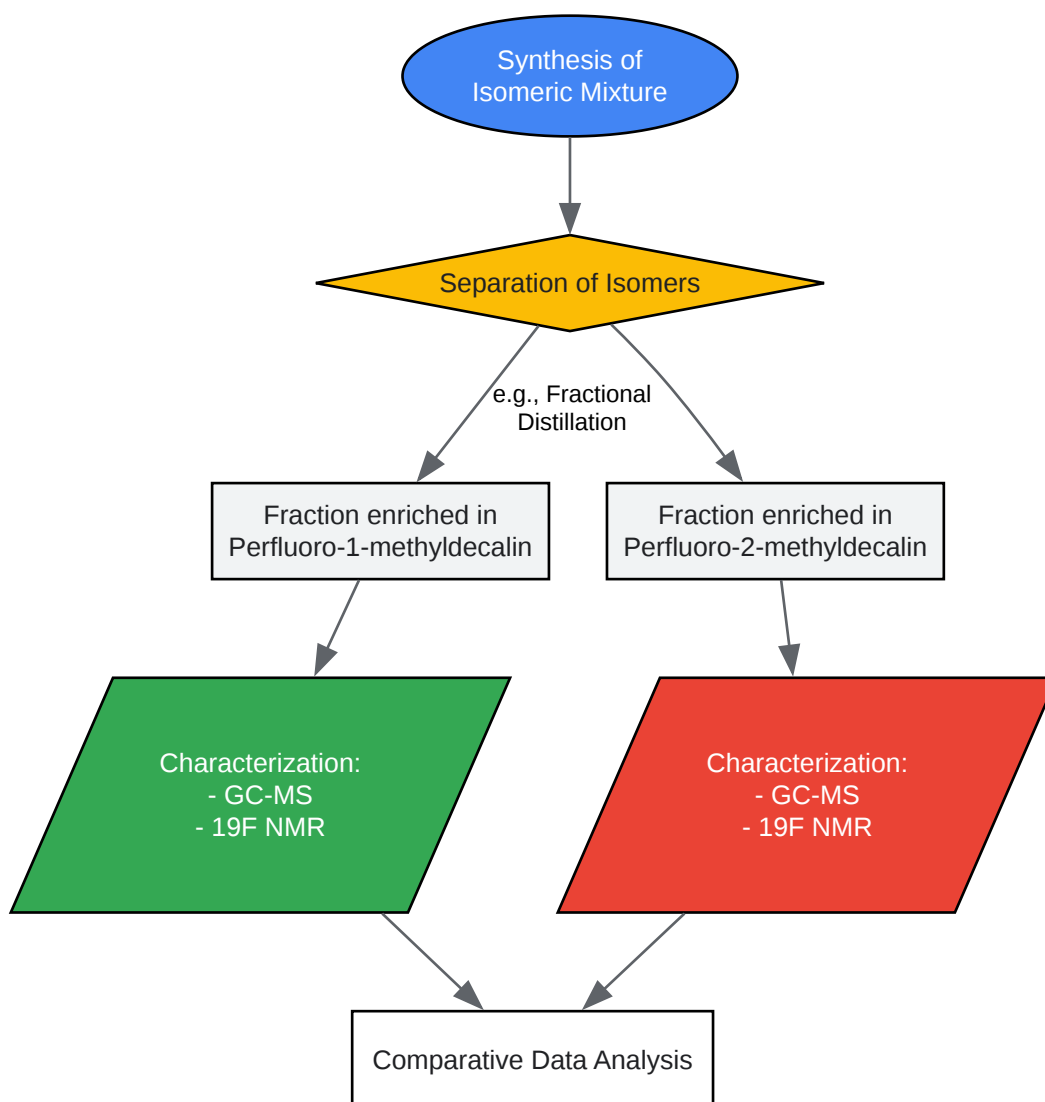 Synthesis of
Isomeric Mixture
Separation of Isomers
e.g., Fractional
Distillation
Fraction enriched in
Perfluoro-1-methyldecalin
Fraction enriched in
Perfluoro-2-methyldecalin
Characterization:
- GC-MS
- 19F NMR
Characterization:
- GC-MS
- 19F NMR
Comparative Data Analysis